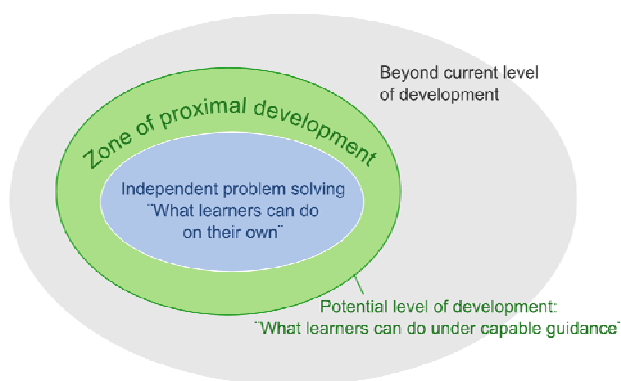 Beyond current level
of development
Zone of proximal development
Independent problem solving
¨What learners can do
on their own¨
Potential level of development:
¨What learners can do under capable guidance¨